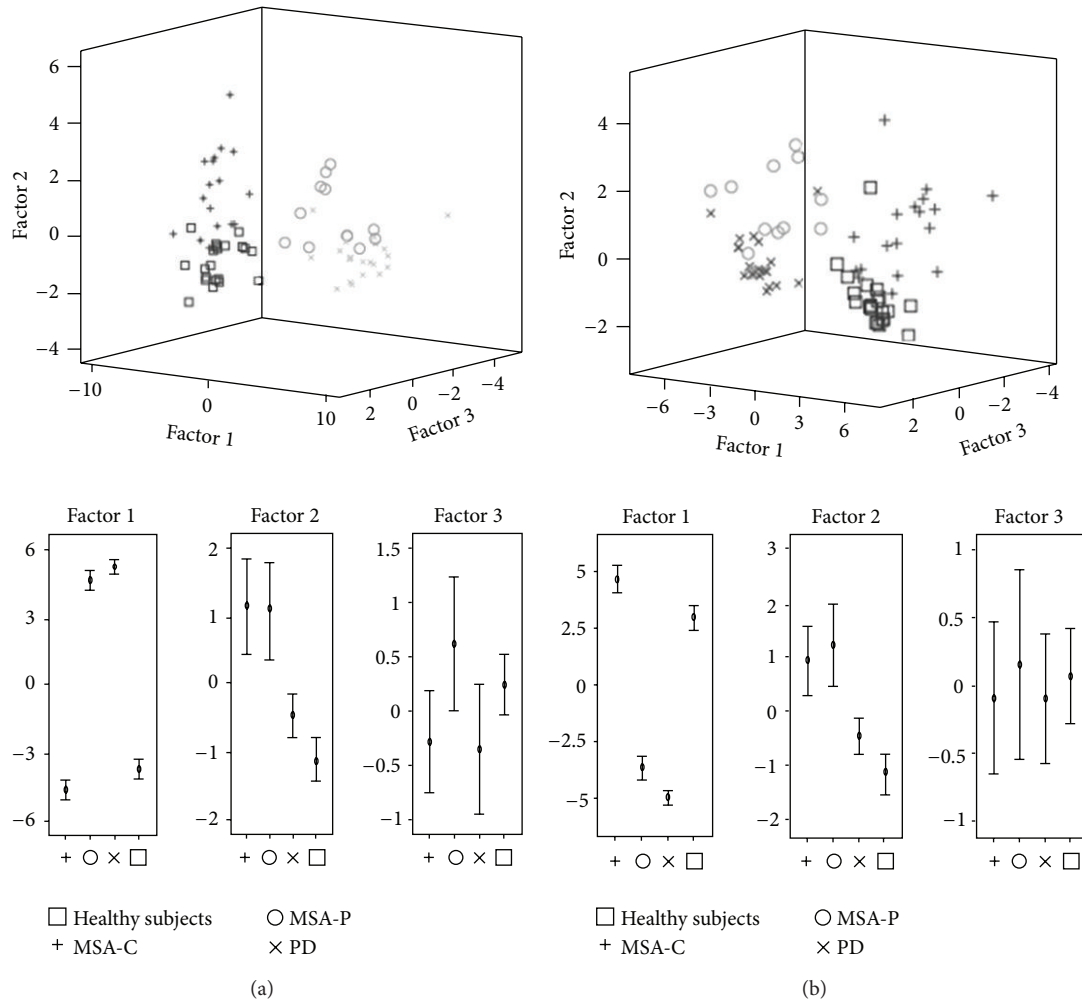 6
4
2
0
−2
−4
Factor 2
−10
0
10
Factor 1
2
0
−2
−4
Factor 3
4
2
0
−2
Factor 2
−6
−3
0
3
6
Factor 1
2
0
−2
−4
Factor 3
Factor 1
6
3
0
−3
−6
Factor 2
2
1
0
−1
−2
Factor 3
1.5
1
0.5
0
−0.5
−1
Factor 1
5
2.5
0
−2.5
−5
Factor 2
3
2
1
0
−1
−2
Factor 3
1
0.5
0
−0.5
−1
Healthy subjects
MSA-P
MSA-C
PD
Healthy subjects
MSA-P
MSA-C
PD
(a)
(b)